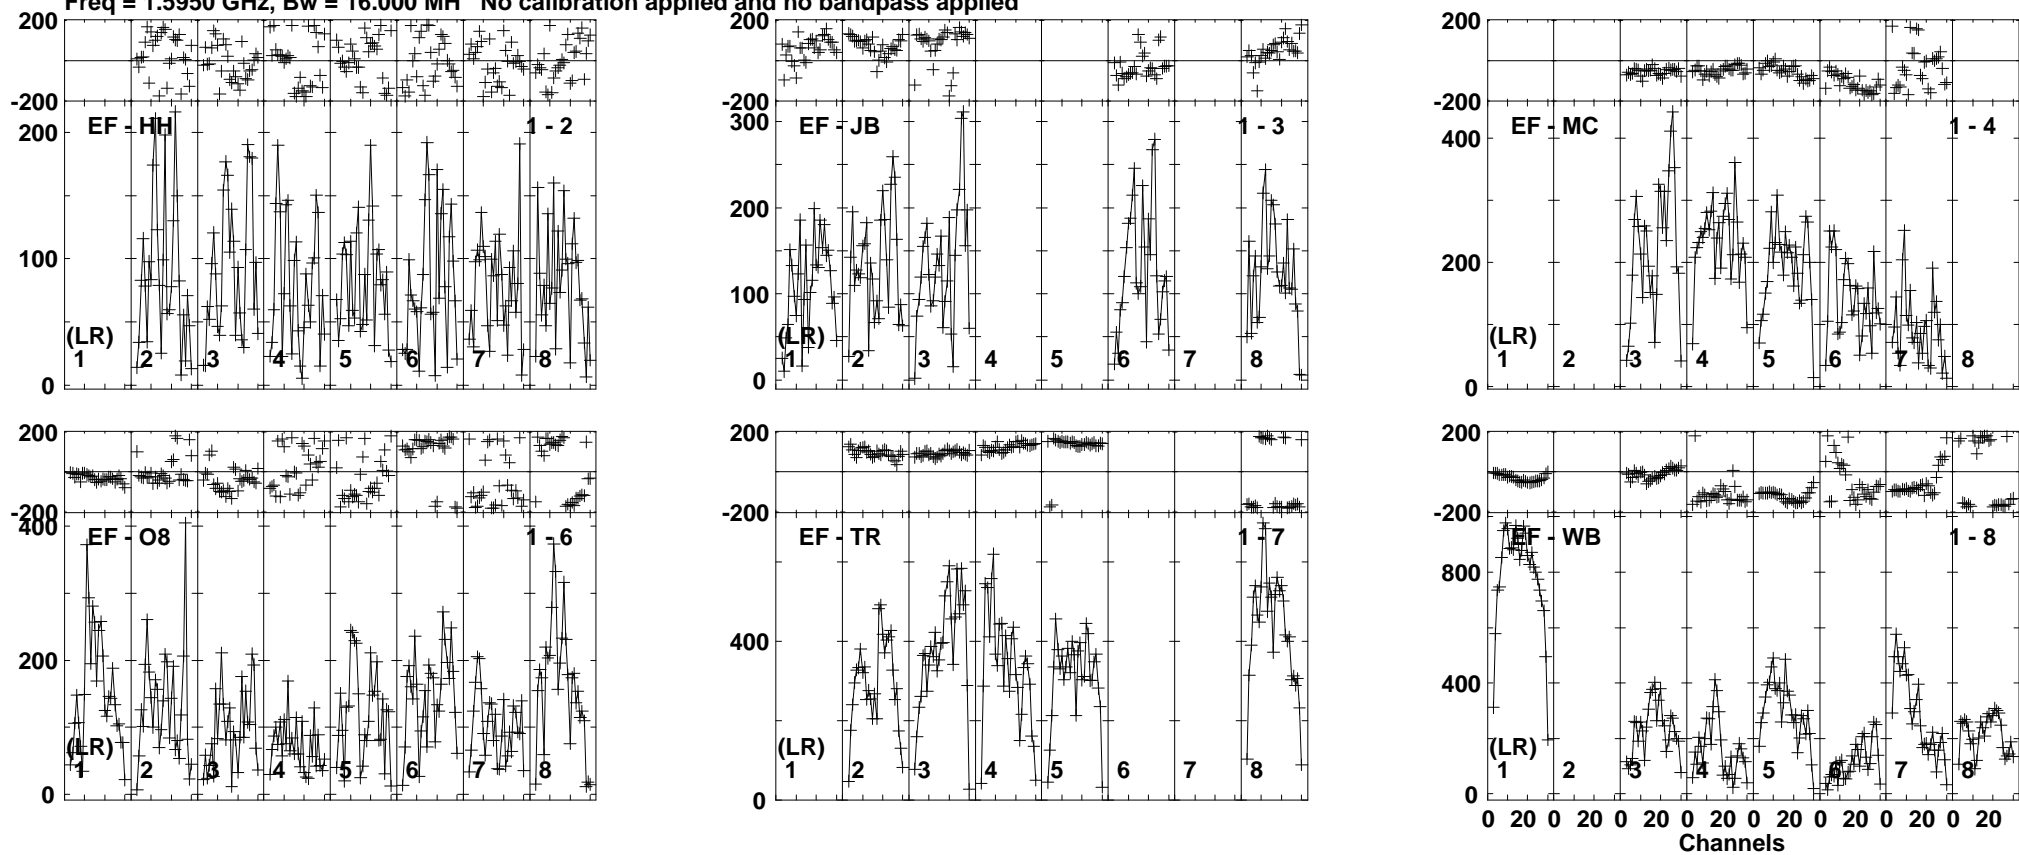 Freq = 1.5950 GHz, Bw = 16.000 MH No calibration applied and no bandpass applied
200
-200
200
100
0
EF - HH
1 - 2
(LR)
1 2 3 4 5 6 7 8
200
-200
300
200
100
0
EF - JB
1 - 3
(LR)
1 2 3 4 5 6 7 8
200
-200
400
200
0
EF - MC
1 - 4
(LR)
1 2 3 4 5 6 7 8
200
-200
400
200
0
EF - O8
1 - 6
(LR)
1 2 3 4 5 6 7 8
200
-200
400
0
EF - TR
1 - 7
(LR)
1 2 3 4 5 6 7 8
200
-200
800
400
0
EF - WB
1 - 8
(LR)
1 2 3 4 5 6 7 8
0 20 0 20 0 20 0 20 0 20 0 20 0 20 0 20
Channels